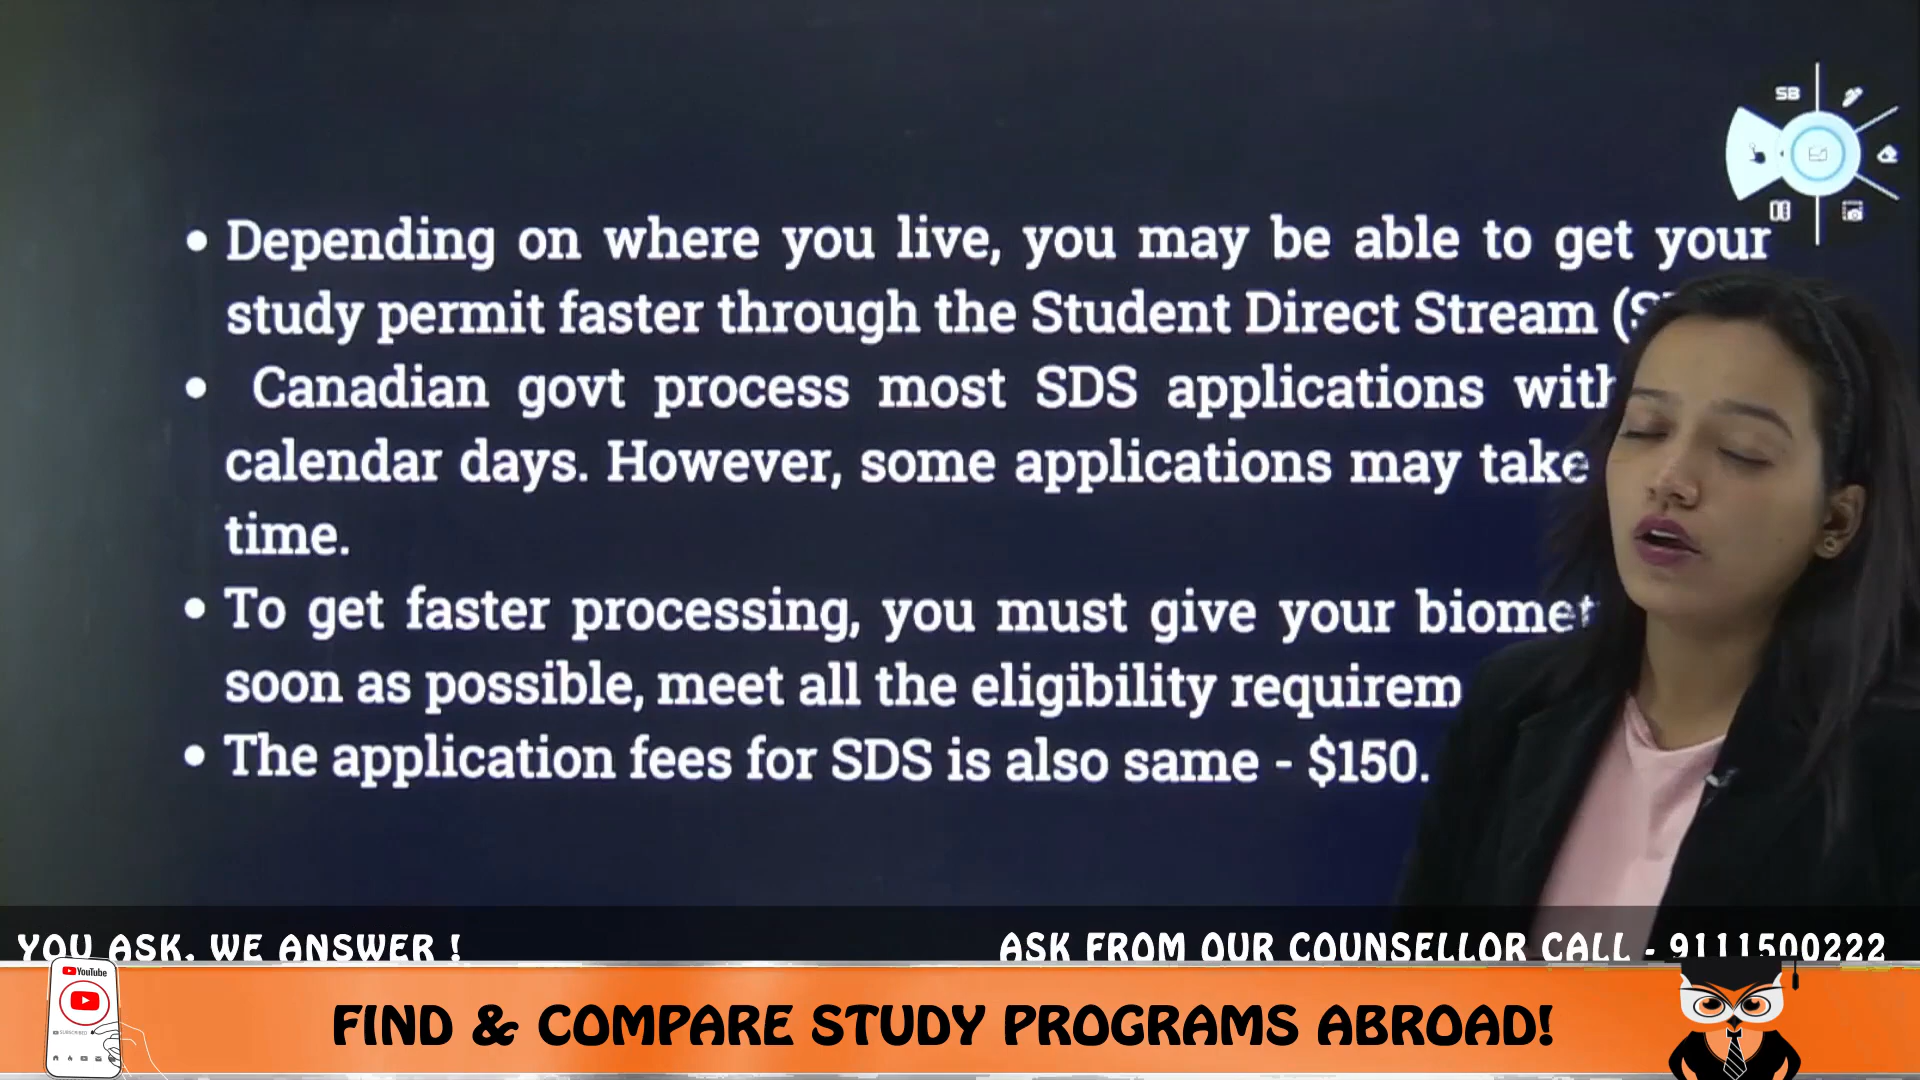 SB
• Depending on where you live, you may be able to get your
study permit faster through the Student Direct Stream
• Canadian govt process most SDS applications
calendar days. However, some applications may take
time.
• To get faster processing, you must give your
soon as possible, meet all the eligibility
• The application fees for SDS is also same - $150.
YOU ASK, WE ANSWER !
ASK FROM OUR COUNSELLOR CALL - 9111500222
YouTube
SUBSCRIBED
FIND & COMPARE STUDY PROGRAMS ABROAD!